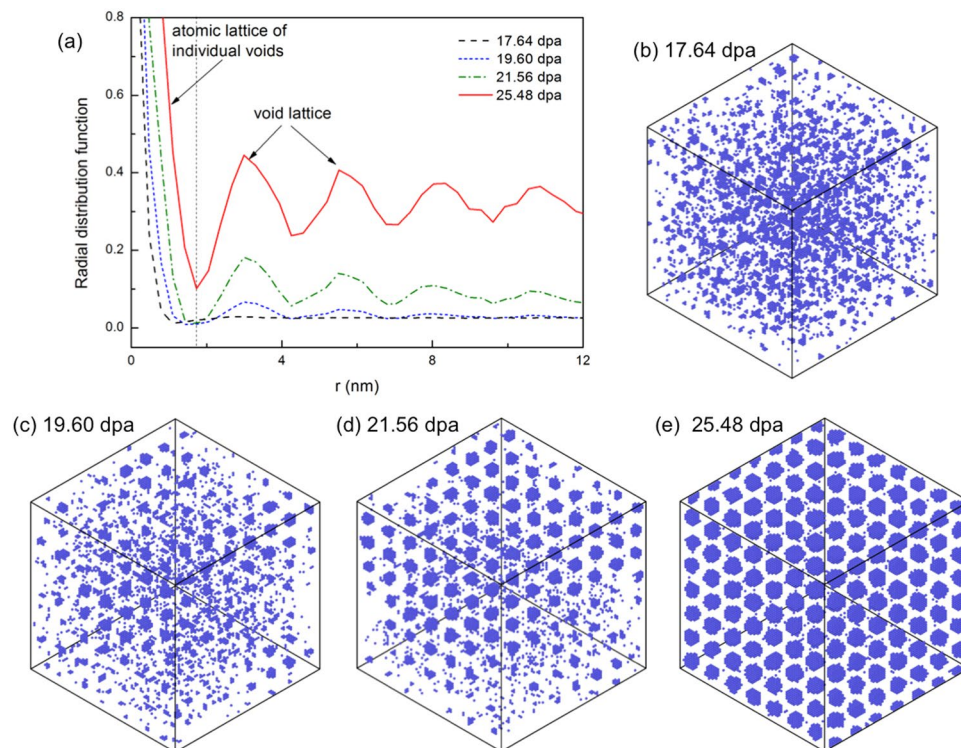 (a)
atomic lattice of
individual voids
void lattice
17.64 dpa
19.60 dpa
21.56 dpa
25.48 dpa
Radial distribution function
0.8
0.6
0.4
0.2
0.0
0
4
8
12
r (nm)
(b) 17.64 dpa
(c) 19.60 dpa
(d) 21.56 dpa
(e) 25.48 dpa